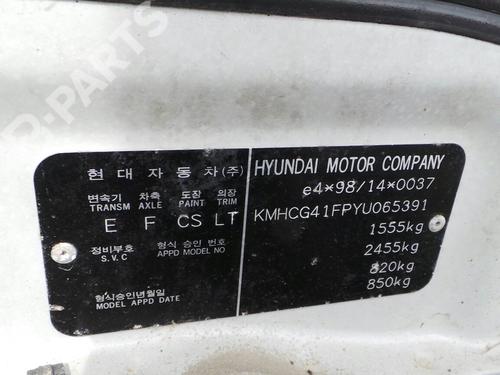 현대자동차(주)
변속기 차축 도장 의장
TRANSM AXLE PAINT TRIM
E F CS LT
정비부호 형식 승인 번호
S.V.C APPD MODEL NO
형식승인년월일
MODEL APPD DATE
HYUNDAI MOTOR COMPANY
e4*98/14*0037
KMHCG41FPYU065391
1555kg
2455kg
820kg
850kg
B-PARTS